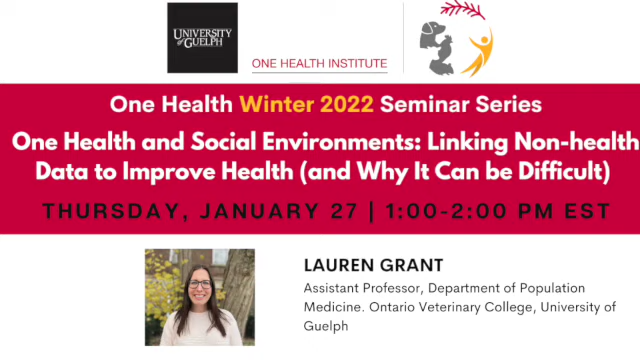 UNIVERSITY
OF GUELPH
ONE HEALTH INSTITUTE
One Health Winter 2022 Seminar Series
One Health and Social Environments: Linking Non-health
Data to Improve Health (and Why It Can be Difficult)
THURSDAY, JANUARY 27 | 1:00-2:00 PM EST
LAUREN GRANT
Assistant Professor, Department of Population
Medicine. Ontario Veterinary College, University of
Guelph